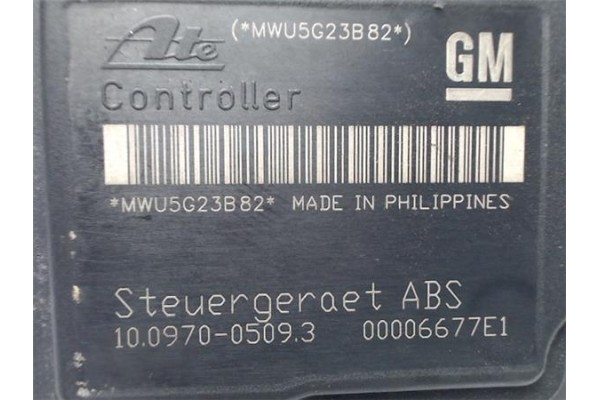 Ate (*MWU5G23B82*)
GM
Controller
*MWU5G23B82* MADE IN PHILIPPINES
Steuergeraet ABS
10.0970-0509.3 00006677E1